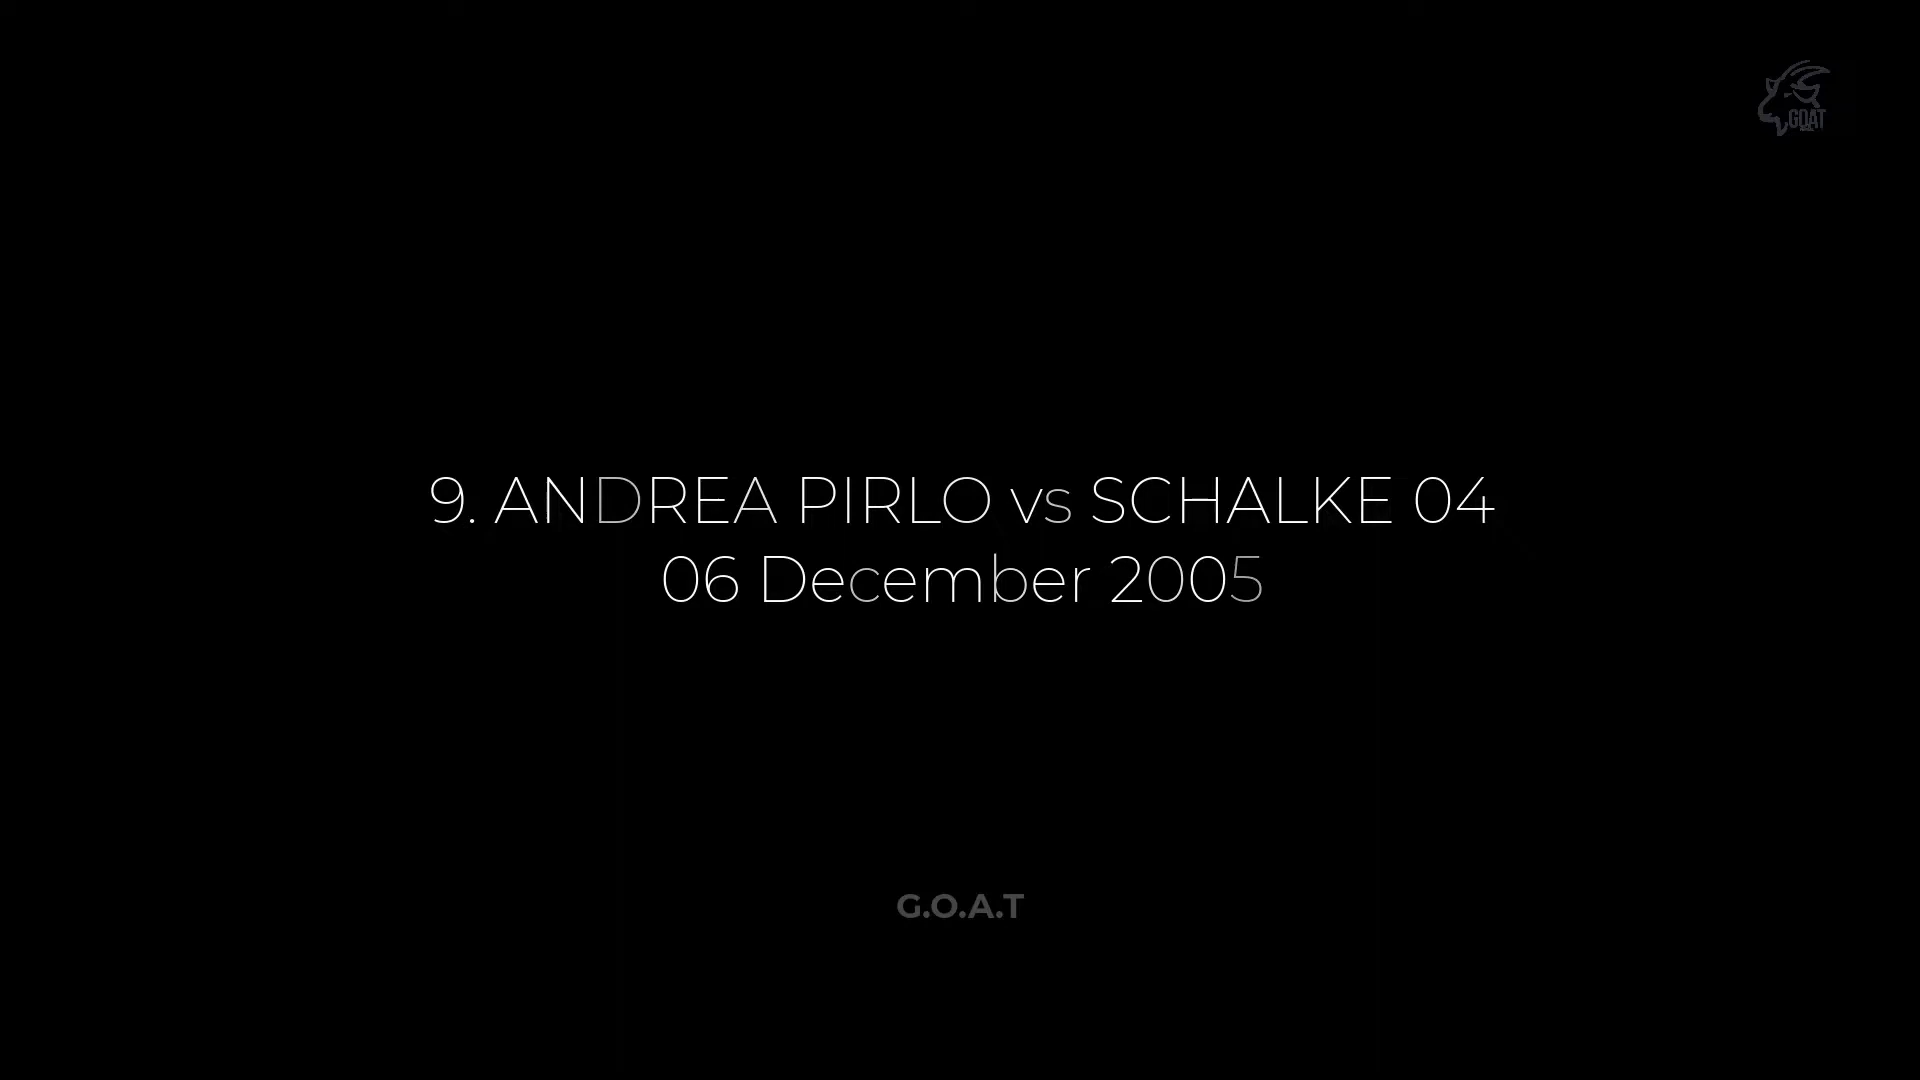 GOAT
9. ANDREA PIRLO vs SCHALKE 04
06 December 2005
G.O.A.T